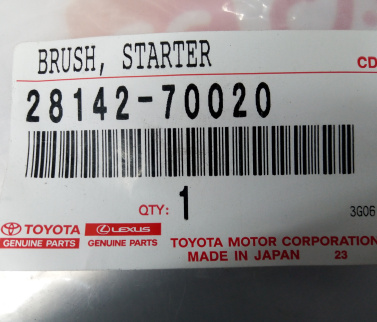 BRUSH, STARTER
CD
28142-70020
QTY: 1
3G06
TOYOTA LEXUS
GENUINE PARTS GENUINE PARTS
TOYOTA MOTOR CORPORATION
MADE IN JAPAN 23